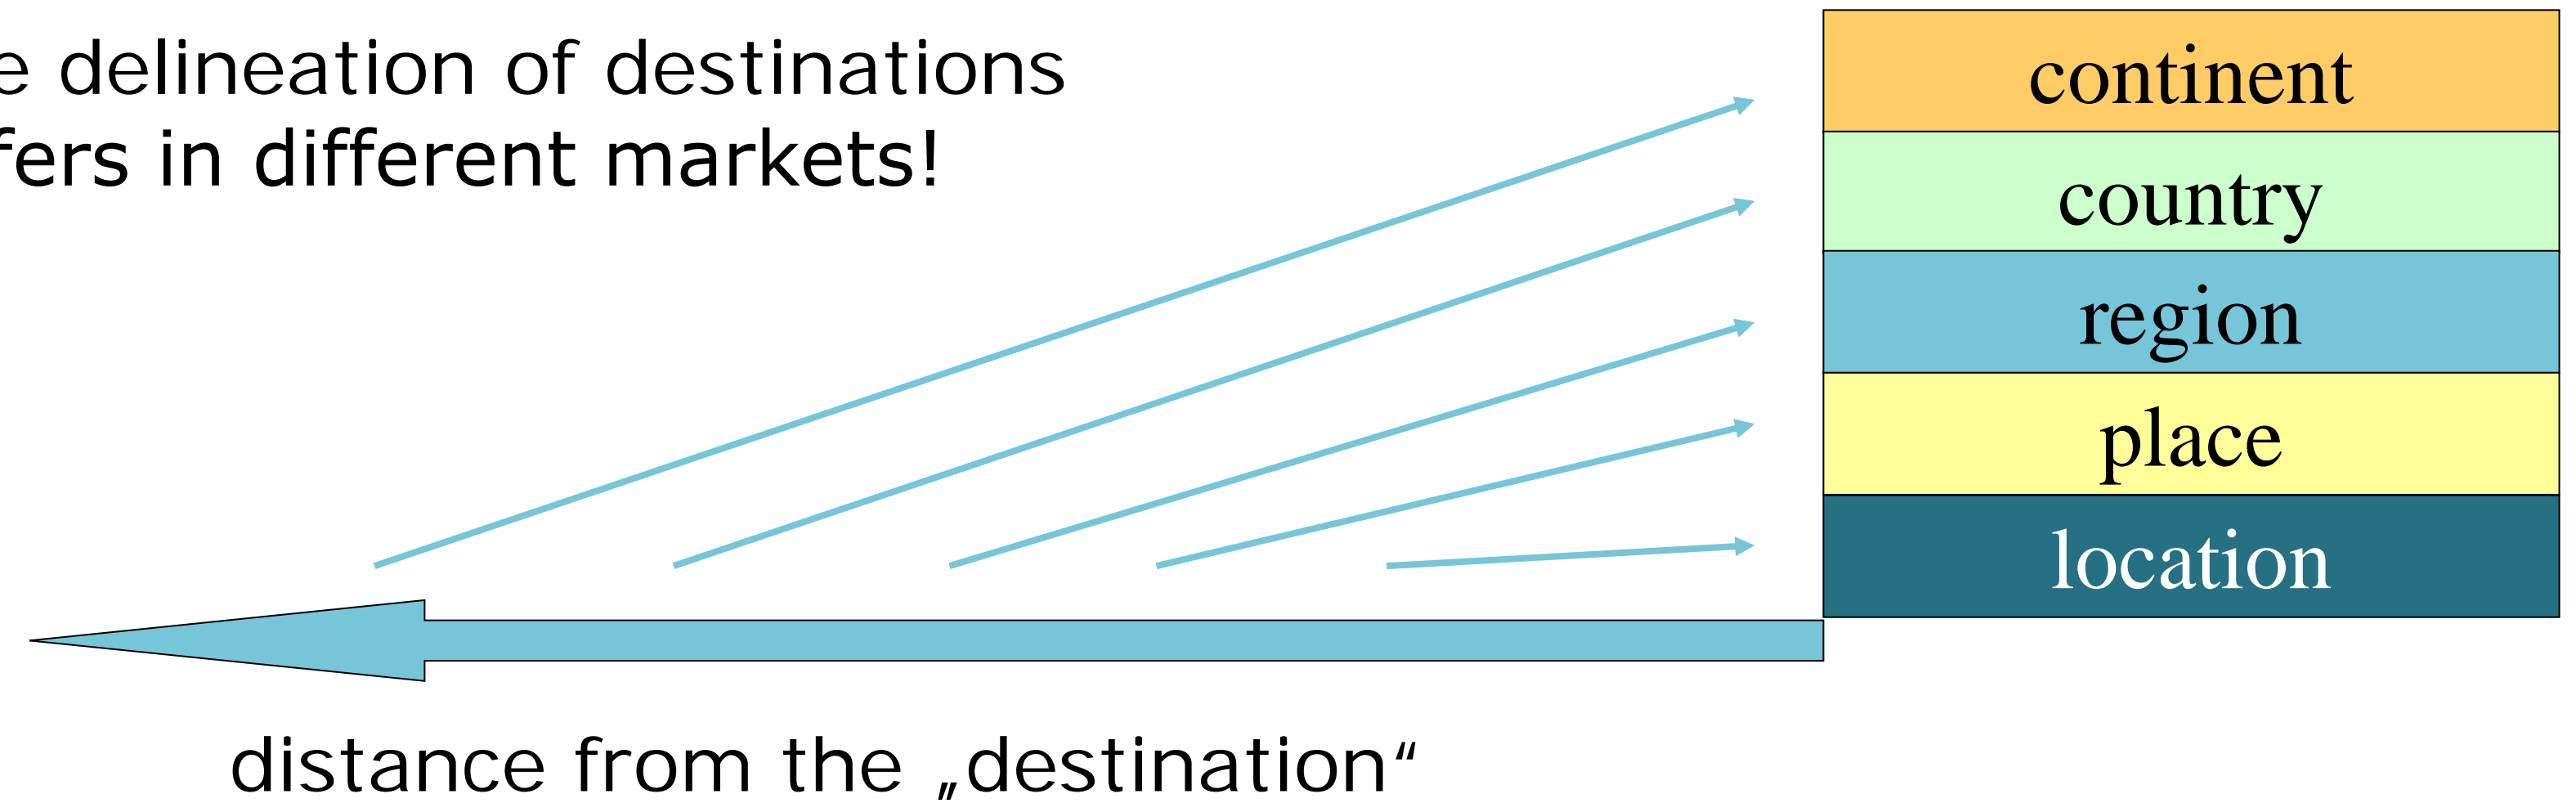 e delineation of destinations
fers in different markets!
continent
country
region
place
location
distance from the „destination“